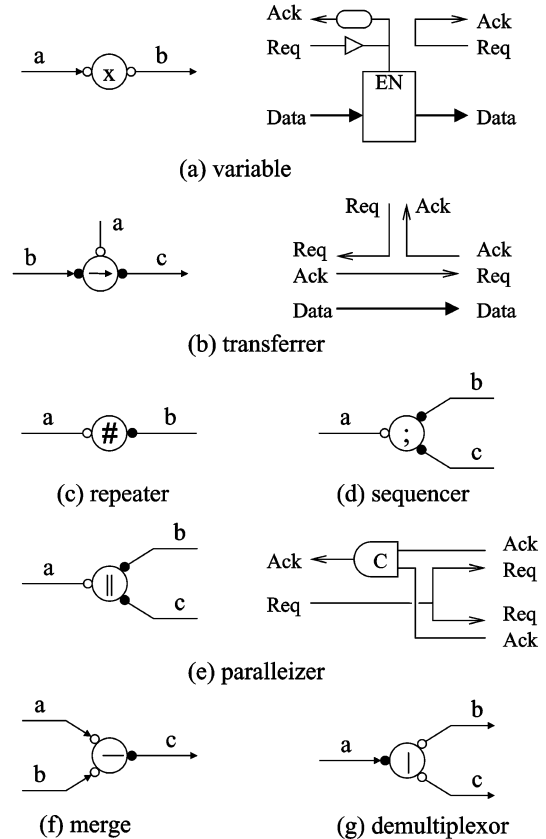 a
b
x
Ack
Req
EN
Data
Ack
Req
Data
(a) variable
a
b
c
→
Req
Ack
Req
Ack
Data
Ack
Req
Data
(b) transferrer
a
#
b
(c) repeater
a
;
b
c
(d) sequencer
a
||
b
c
Ack
Req
C
Ack
Req
Req
Ack
(e) paralleizer
a
b
—
c
(f) merge
a
|
b
c
(g) demultiplexor